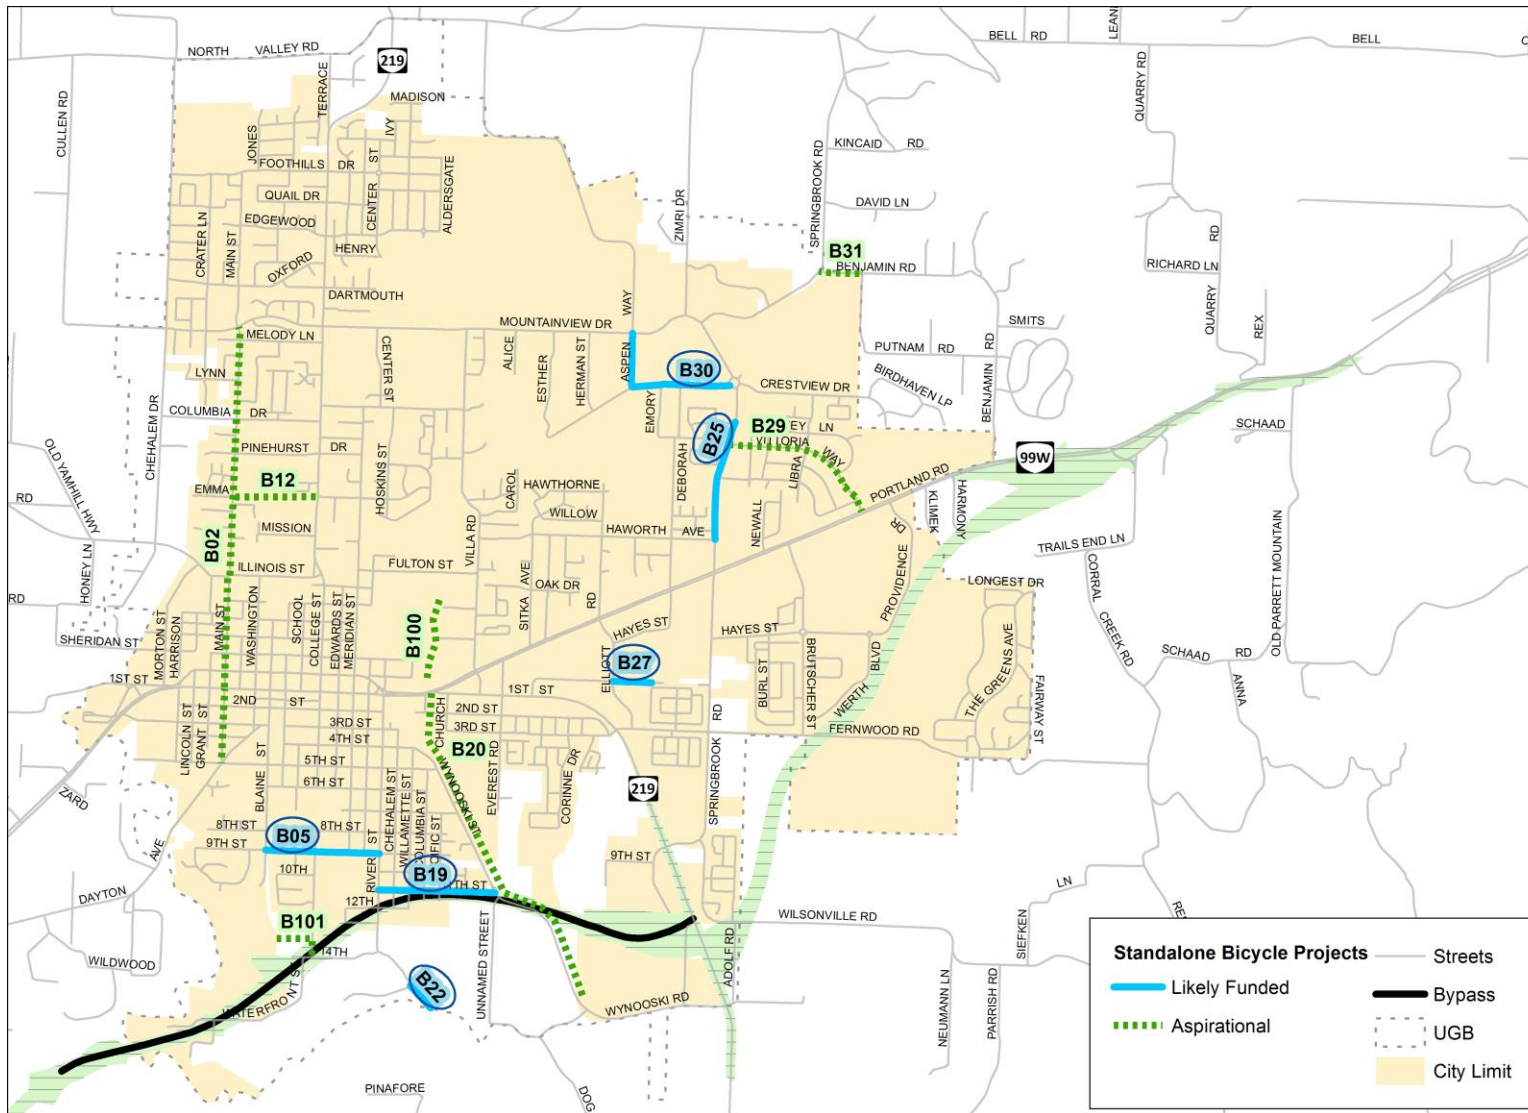 BELL RD
LEAN
BELL
NORTH VALLEY RD
219
TERRACE
MADISON
IVY
CULLEN RD
QUARRY RD
JONES
FOOTHILLS DR
CENTER ST
ALDERSGATE
KINCAID RD
SPRINGBROOK RD
QUAIL DR
DAVID LN
EDGEWOOD
ZIMRI DR
CRATER LN
MAIN ST
HENRY
OXFORD
B31
BENJAMIN RD
RICHARD LN
QUARRY RD
DARTMOUTH
ASPEN WAY
MOUNTAINVIEW DR
SMITS
REX
MELODY LN
CENTER ST
ALICE
ESTHER
HERMAN ST
PUTNAM RD
BENJAMIN RD
LYNN
B30
CRESTVIEW DR
BIRDHAVEN LP
CHEHALEM DR
COLUMBIA DR
EMORY
B25
B29
EY LN
VITTORIA WAY
SCHAAD
OLD YAMHILL HWY
PINEHURST DR
HOSKINS ST
DEBORAH
LIBRA
99W
PORTLAND RD
B12
EMMA
CAROL
HAWTHORNE
KLIMEK
HARMONY
RD
WILLOW
MISSION
VILLA RD
HAWORTH AVE
NEWALL
PROVIDENCE DR
B02
HONEY LN
TRAILS END LN
ILLINOIS ST
FULTON ST
SITKA AVE
OAK DR
LONGEST DR
CORRAL CREEK RD
OLD PARRETT MOUNTAIN
RD
SHERIDAN ST
MORTON ST
HARRISON
MAIN ST
WASHINGTON
SCHOOL
COLLEGE ST
EDWARDS ST
MERIDIAN ST
B100
HAYES ST
HAYES ST
ELLIOTT RD
B27
BURL ST
BRUTSCHER ST
WERTH BLVD
THE GREENS AVE
SCHAAD RD
ANNA
FAIRWAY ST
1ST ST
1ST ST
2ND ST
2ND ST
3RD ST
3RD ST
4TH ST
CHURCH
LINCOLN ST
GRANT ST
B20
FERNWOOD RD
BLAINE ST
5TH ST
6TH ST
WYNOOSKI ST
EVEREST RD
CORINNE DR
219
SPRINGBROOK RD
ZARD
CHEHALEM ST
WILLAMETTE ST
COLUMBIA ST
IFIC ST
8TH ST
8TH ST
B05
9TH ST
9TH ST
RIVER ST
DAYTON AVE
10TH
B19
11TH ST
12TH
B101
14TH
WILDWOOD
WATERFRONT ST
B22
UNNAMED STREET
WYNOOSKI RD
ADOLF RD
WILSONVILLE RD
SIEFKEN LN
NEUMANN LN
PARRISH RD
PINAFORE
DOG
Standalone Bicycle Projects
Likely Funded
Aspirational
Streets
Bypass
UGB
City Limit